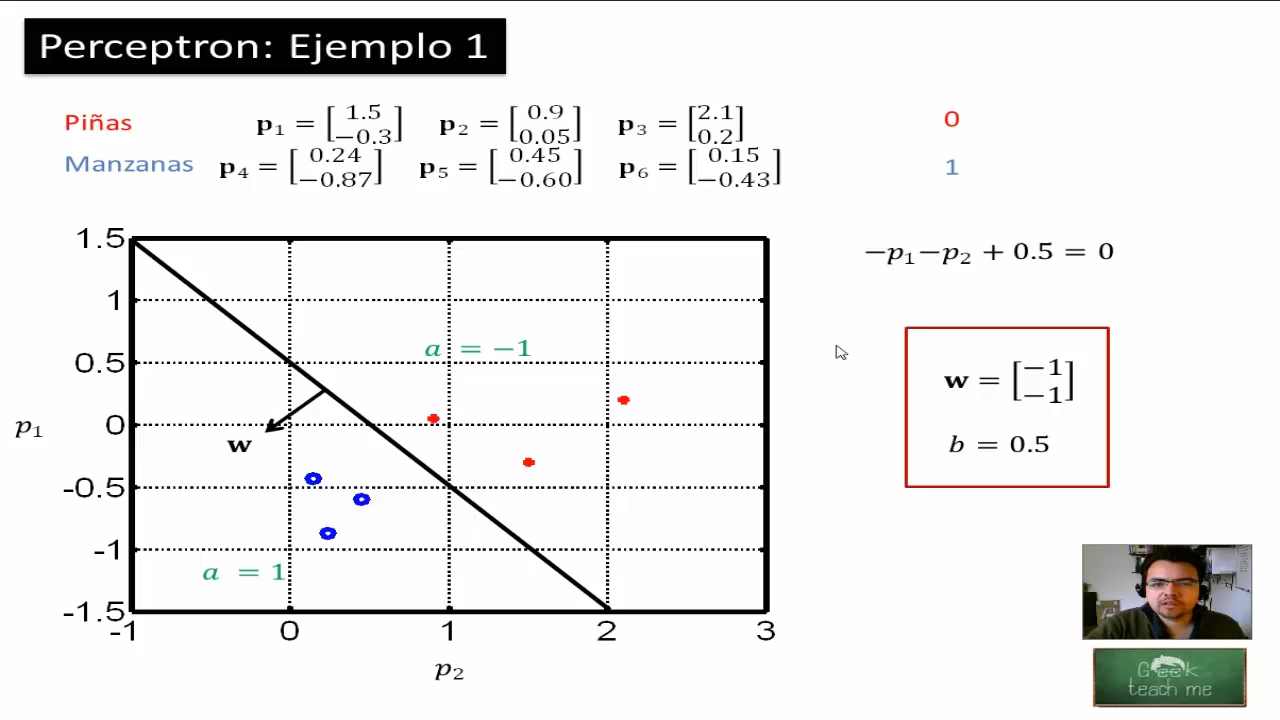 Perceptron: Ejemplo 1
Piñas p₁ = [1.5 −0.3] p₂ = [0.9 0.05] p₃ = [2.1 0.2] 0
Manzanas p₄ = [0.24 −0.87] p₅ = [0.45 −0.60] p₆ = [0.15 −0.43] 1
−p₁−p₂ + 0.5 = 0
w = [−1 −1]
b = 0.5
1.5
1
0.5
0
-0.5
-1
-1.5
p₁
a = −1
w
a = 1
-1 0 1 2 3
p₂
Geek
teach me